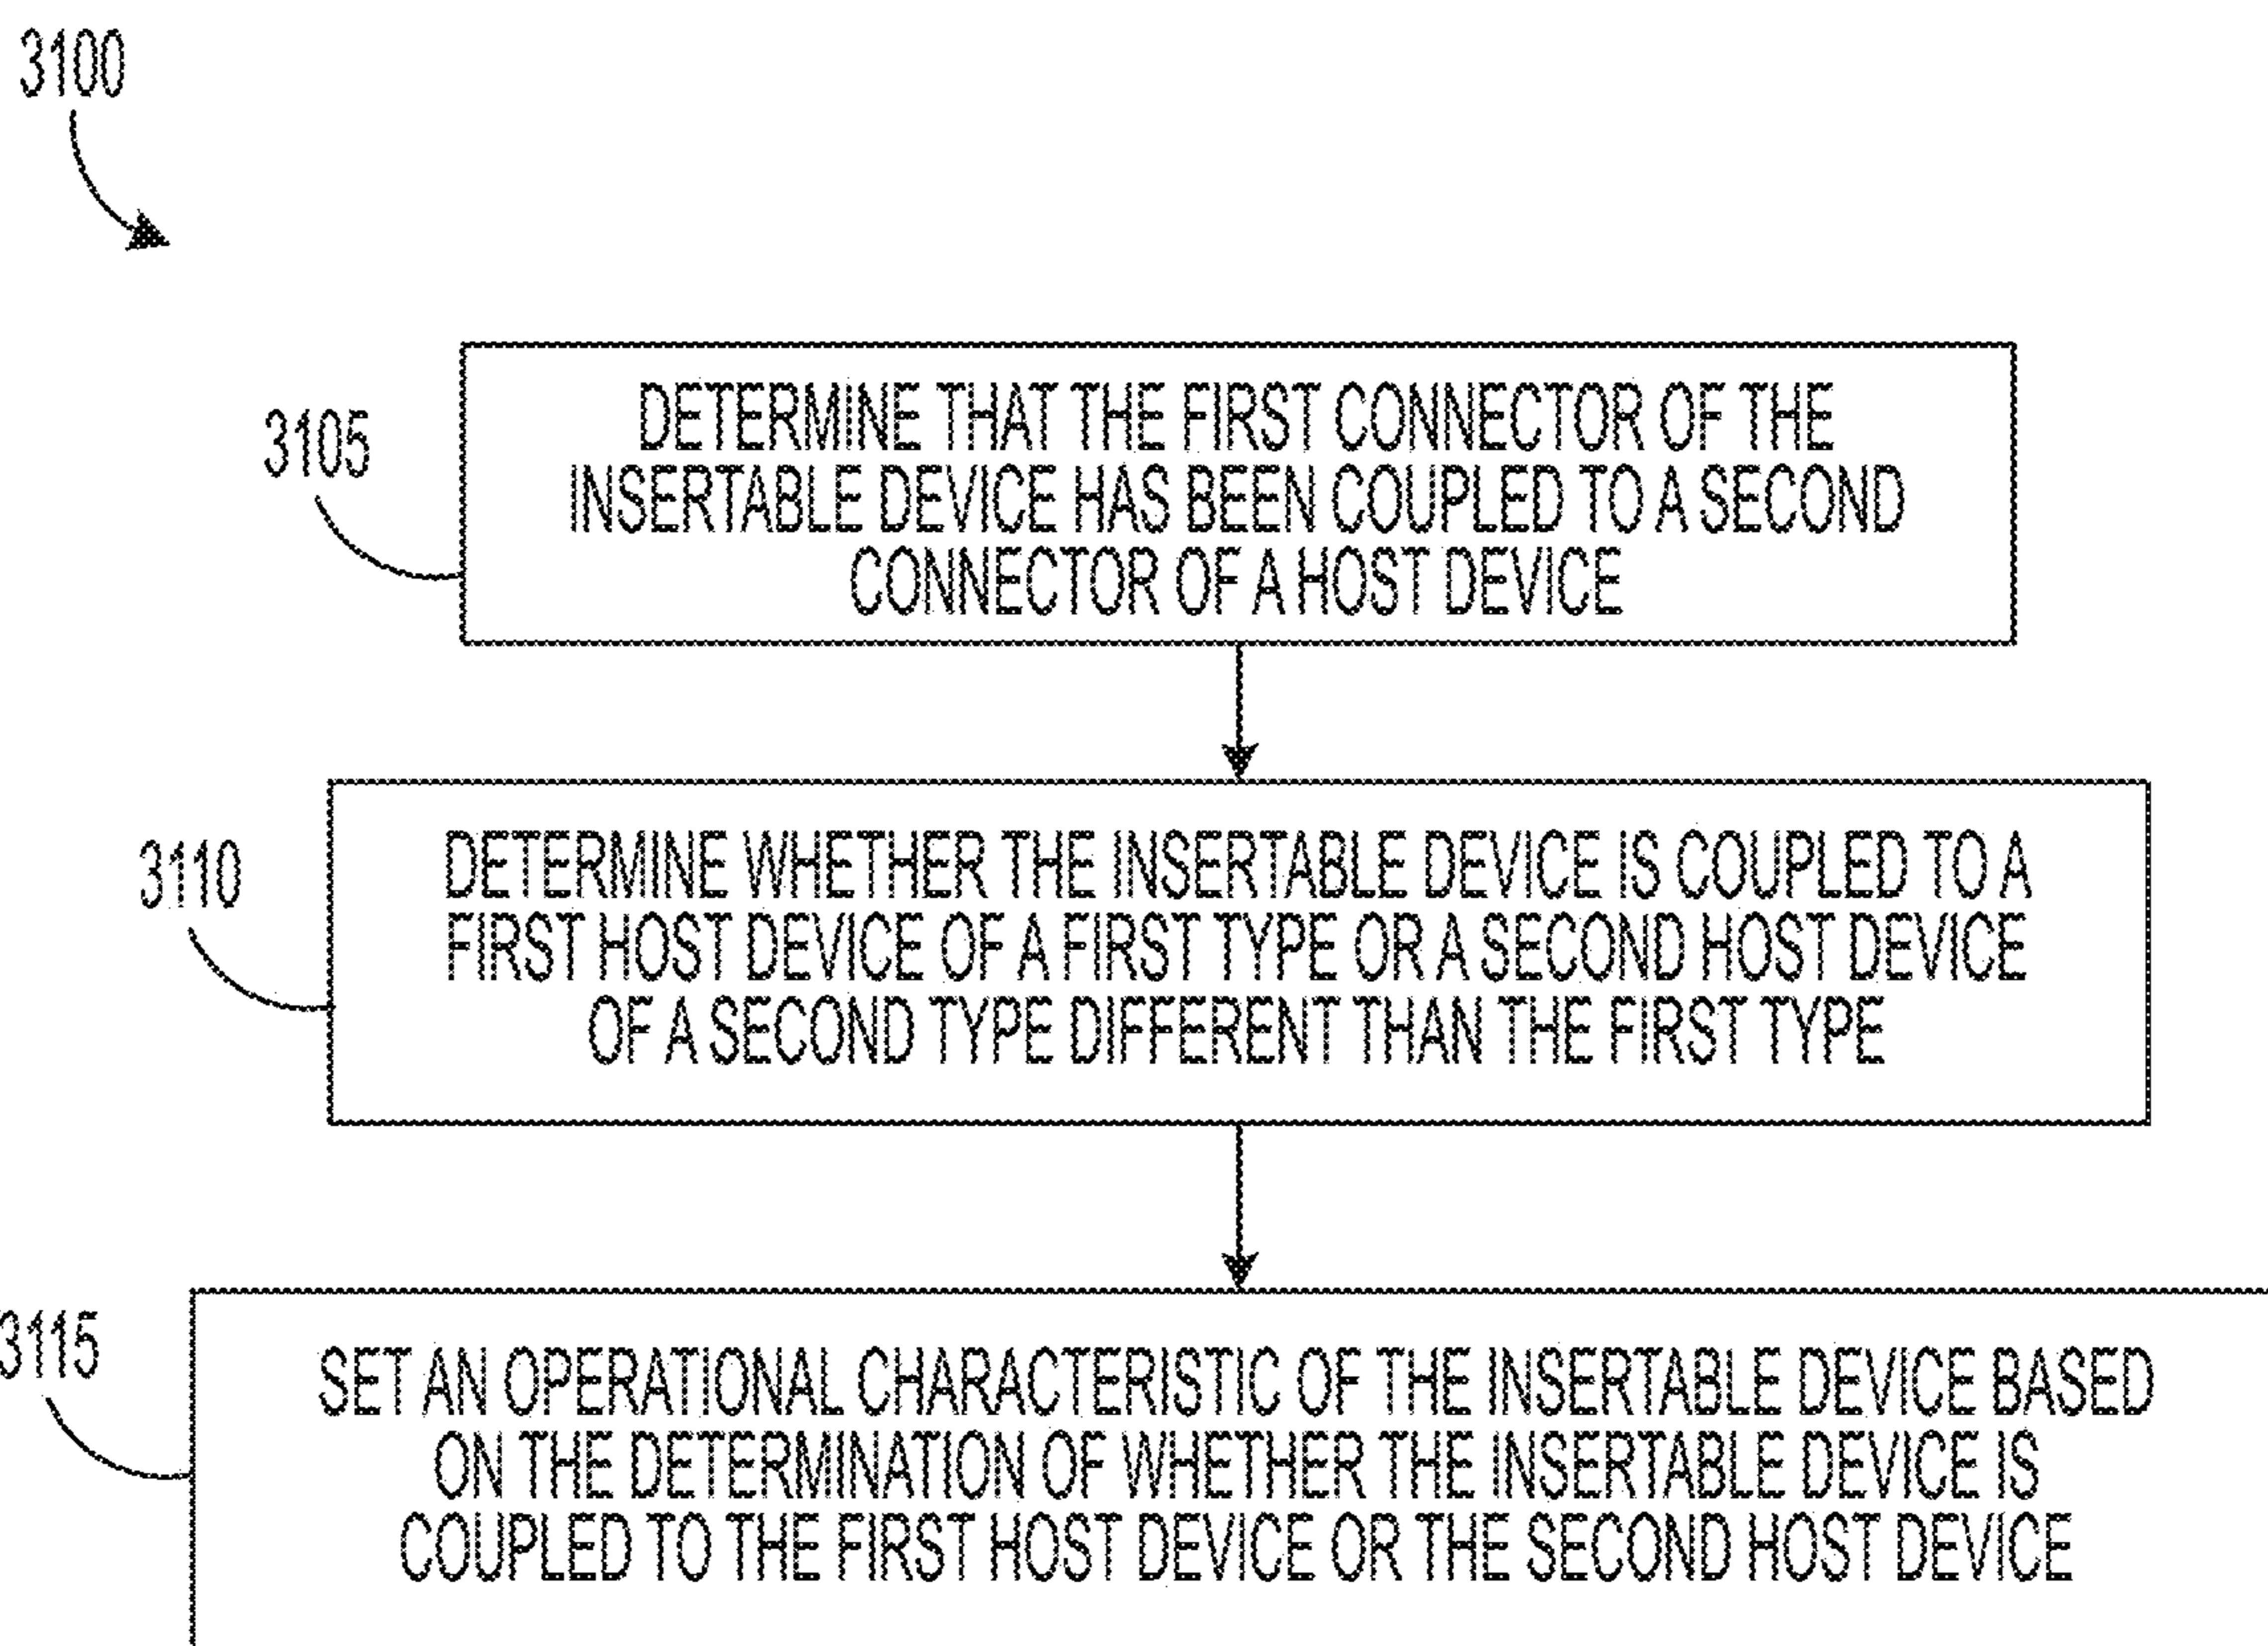 3100
3105
DETERMINE THAT THE FIRST CONNECTOR OF THE
INSERTABLE DEVICE HAS BEEN COUPLED TO A SECOND
CONNECTOR OF A HOST DEVICE
3110
DETERMINE WHETHER THE INSERTABLE DEVICE IS COUPLED TO A
FIRST HOST DEVICE OF A FIRST TYPE OR A SECOND HOST DEVICE
OF A SECOND TYPE DIFFERENT THAN THE FIRST TYPE
3115
SET AN OPERATIONAL CHARACTERISTIC OF THE INSERTABLE DEVICE BASED
ON THE DETERMINATION OF WHETHER THE INSERTABLE DEVICE IS
COUPLED TO THE FIRST HOST DEVICE OR THE SECOND HOST DEVICE